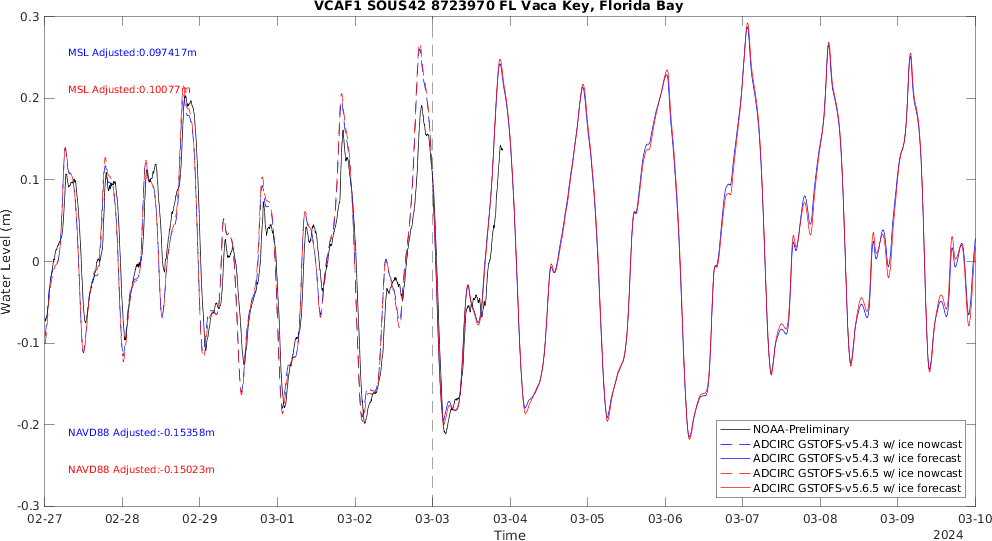 VCAF1 SOUS42 8723970 FL Vaca Key, Florida Bay
0.3
MSL Adjusted:0.097417m
MSL Adjusted:0.10077m
0.2
0.1
0
-0.1
-0.2
-0.3
Water Level (m)
NAVD88 Adjusted:-0.15358m
NAVD88 Adjusted:-0.15023m
NOAA-Preliminary
ADCIRC GSTOFS-v5.4.3 w/ ice nowcast
ADCIRC GSTOFS-v5.4.3 w/ ice forecast
ADCIRC GSTOFS-v5.6.5 w/ ice nowcast
ADCIRC GSTOFS-v5.6.5 w/ ice forecast
02-27 02-28 02-29 03-01 03-02 03-03 03-04 03-05 03-06 03-07 03-08 03-09 03-10
Time
2024